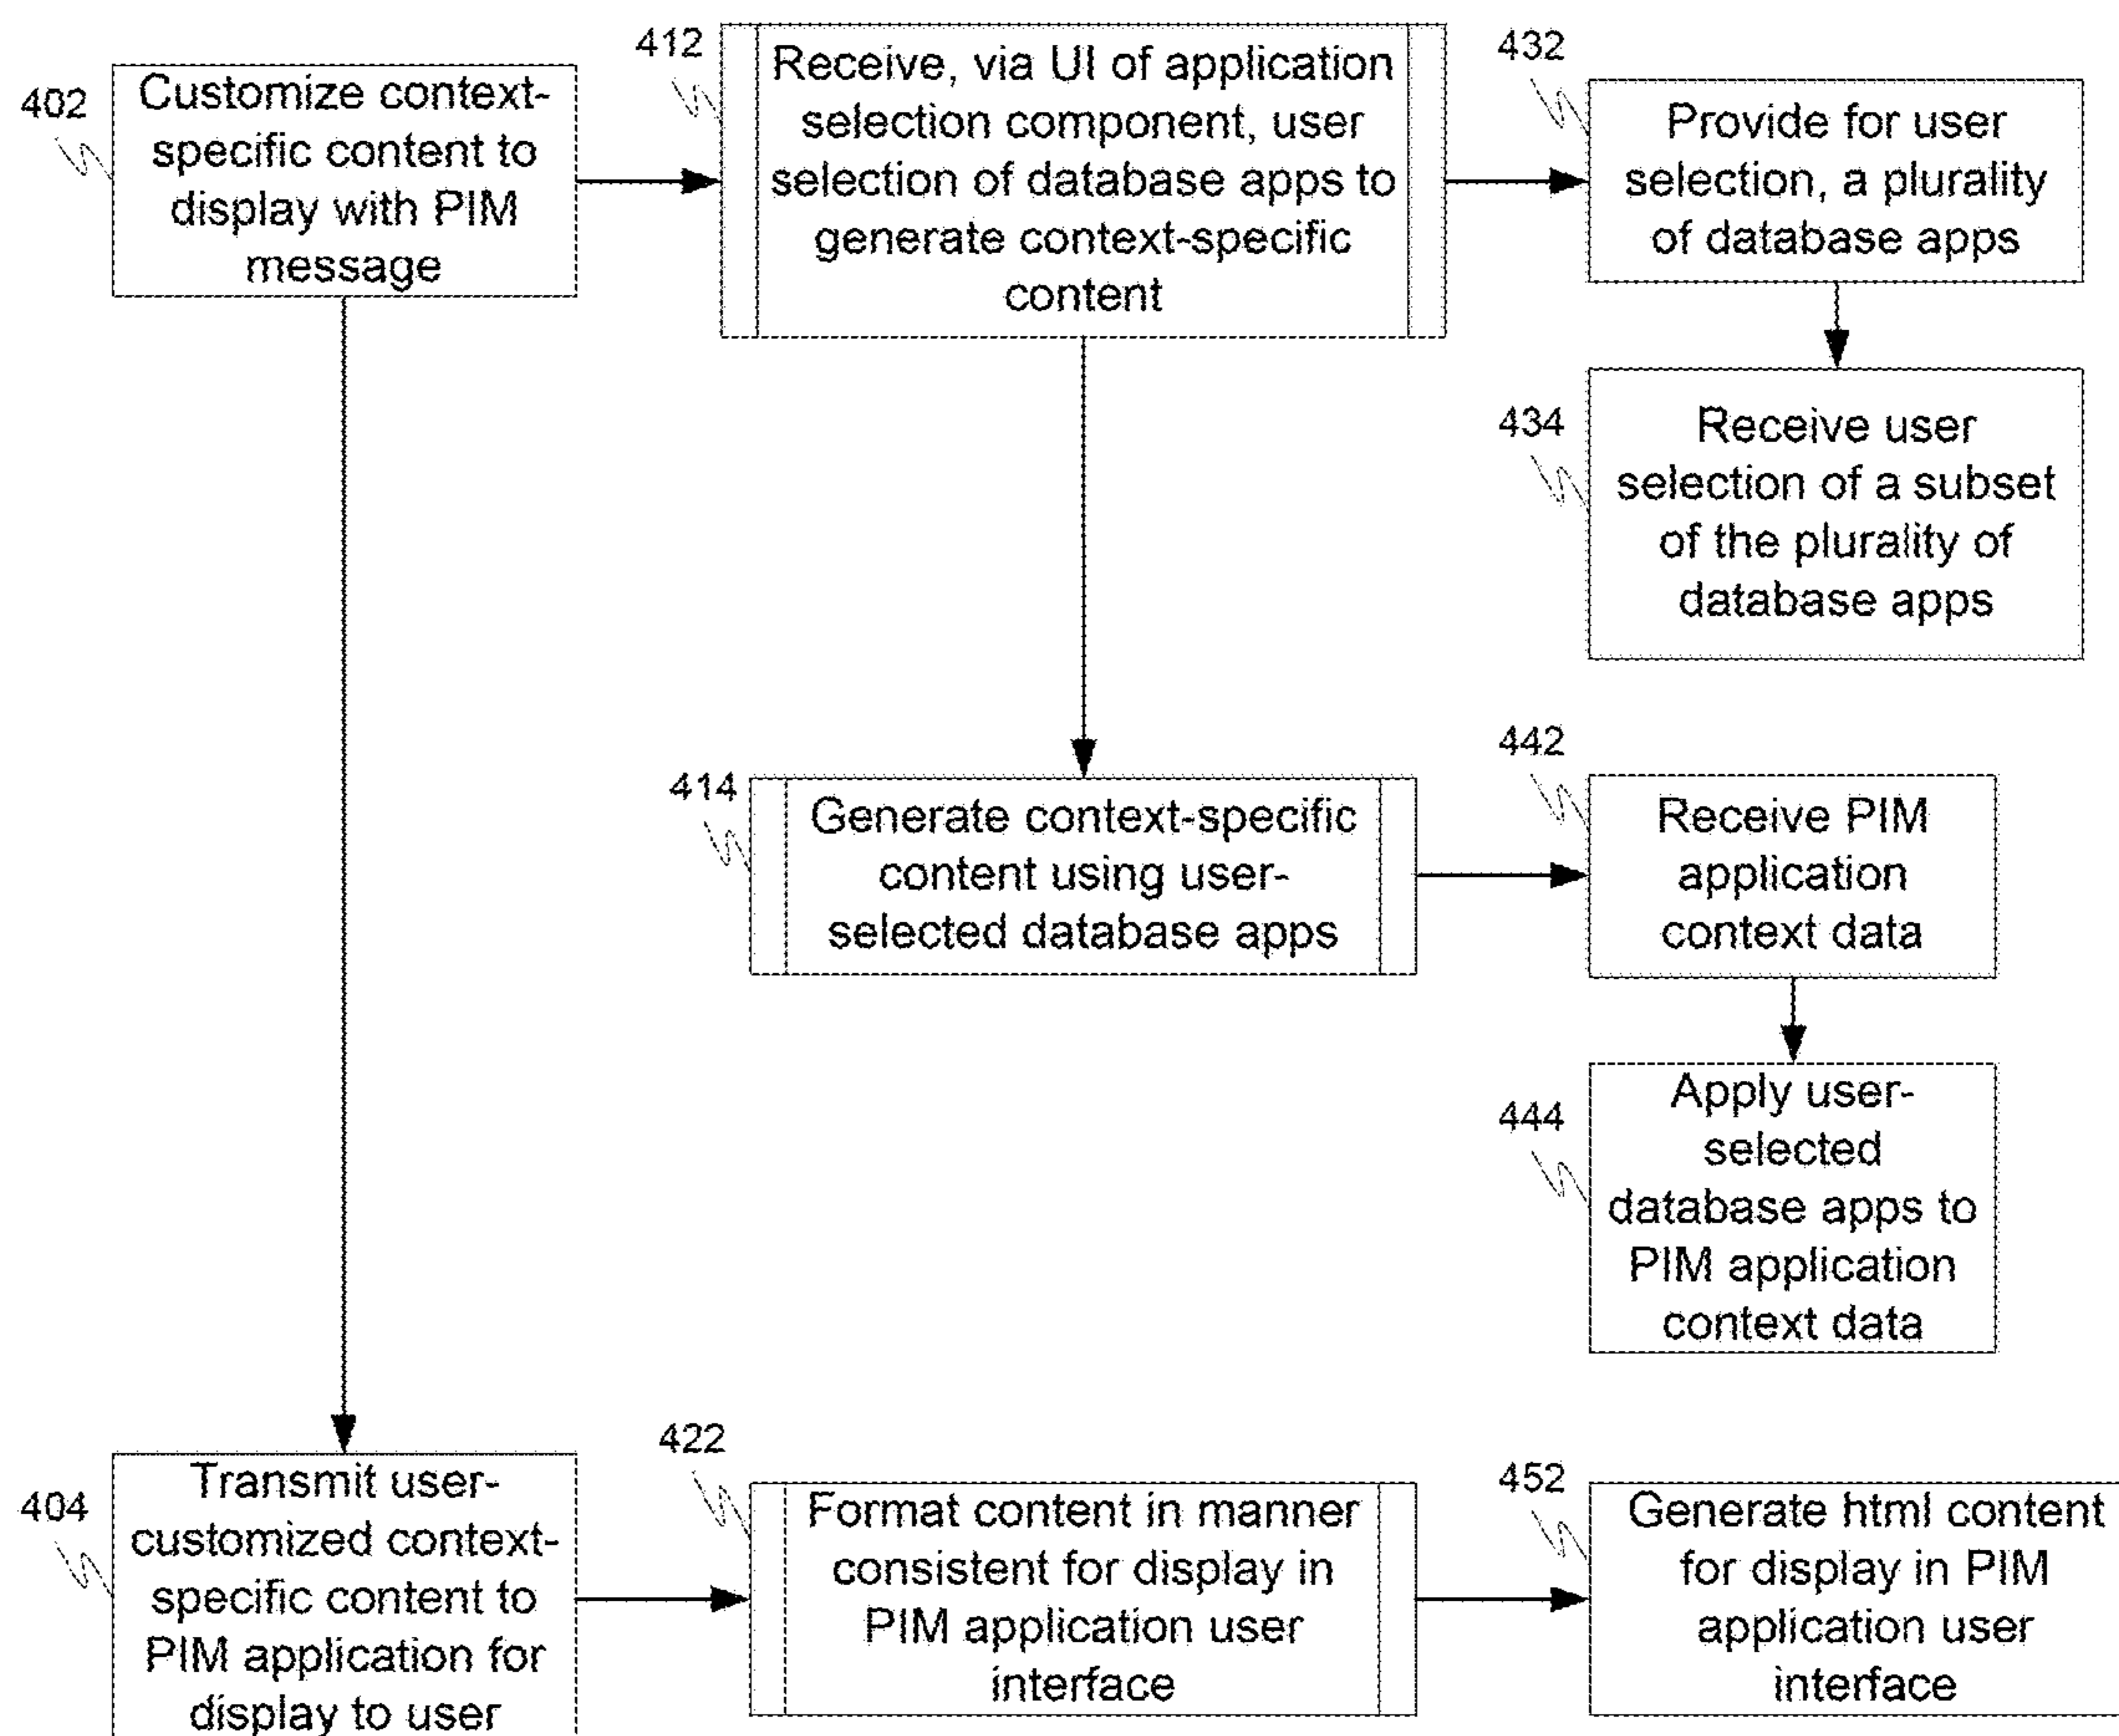 402
Customize context-
specific content to
display with PIM
message
412
Receive, via UI of application
selection component, user
selection of database apps to
generate context-specific
content
432
Provide for user
selection, a plurality
of database apps
434
Receive user
selection of a subset
of the plurality of
database apps
414
Generate context-specific
content using user-
selected database apps
442
Receive PIM
application
context data
444
Apply user-
selected
database apps to
PIM application
context data
404
Transmit user-
customized context-
specific content to
PIM application for
display to user
422
Format content in manner
consistent for display in
PIM application user
interface
452
Generate html content
for display in PIM
application user
interface